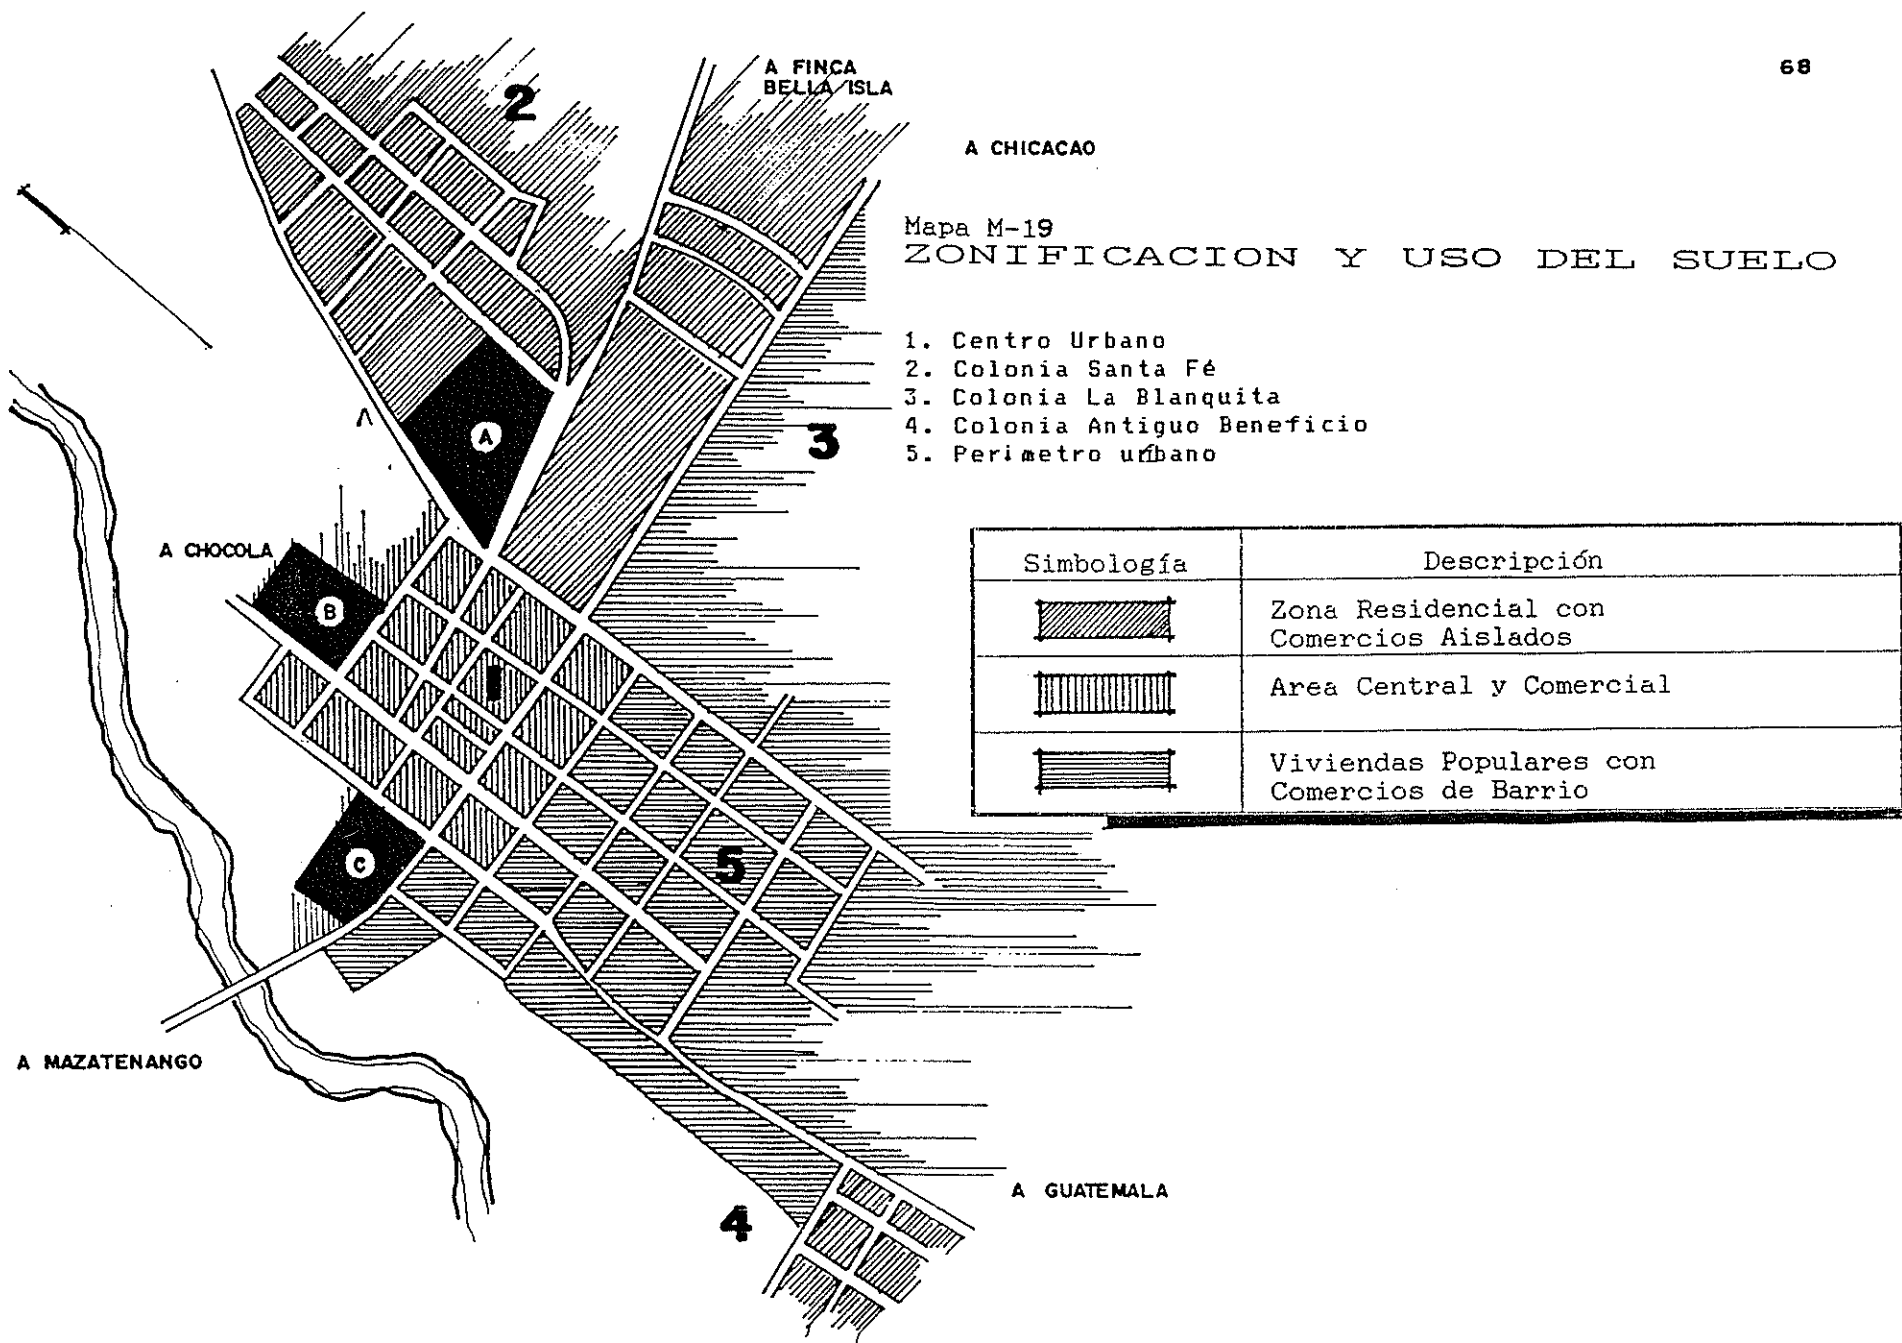 68
A FINCA
BELLA ISLA
A CHICACAO
Mapa M-19
ZONIFICACION Y USO DEL SUELO
1. Centro Urbano
2. Colonia Santa Fé
3. Colonia La Blanquita
4. Colonia Antiguo Beneficio
5. Perimetro urbano
Simbología
Descripción
Zona Residencial con
Comercios Aislados
Area Central y Comercial
Viviendas Populares con
Comercios de Barrio
2
3
A
A CHOCOLA
B
1
C
5
A MAZATENANGO
4
A GUATEMALA